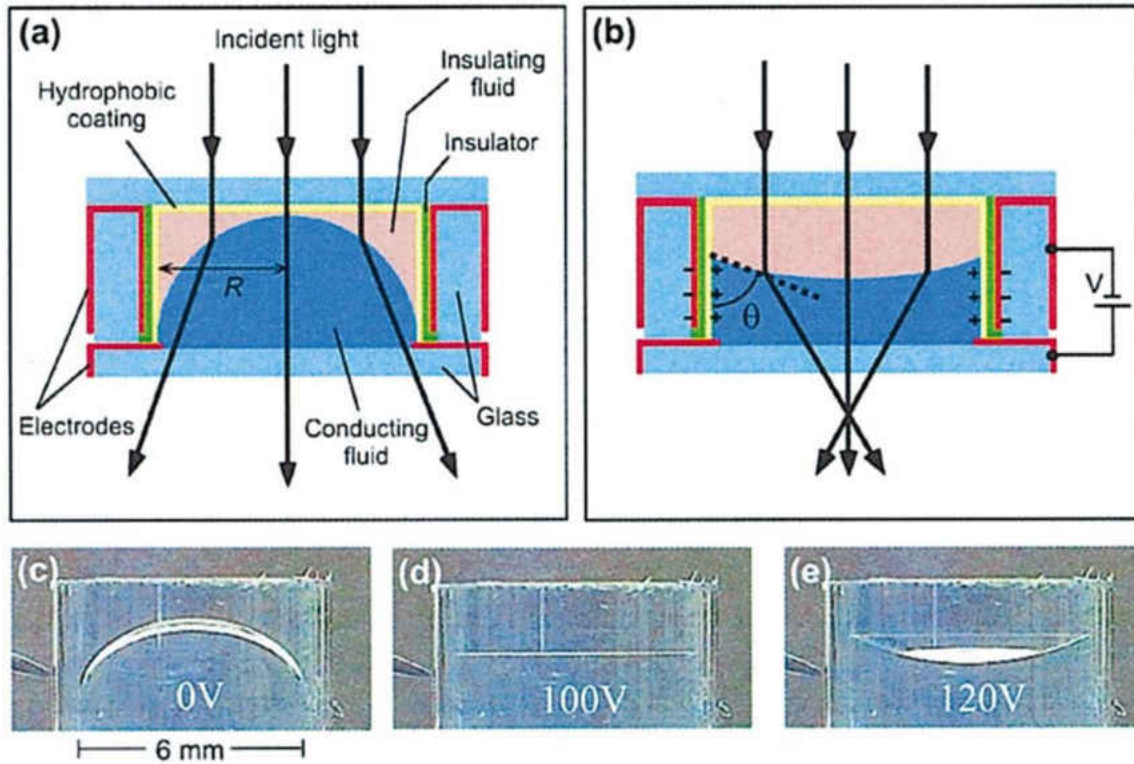 (a)
Incident light
Insulating
fluid
Hydrophobic
coating
Insulator
R
Electrodes
Conducting
fluid
Glass
(b)
θ
V
- - -
+ + +
+ + +
- - -
(c)
0V
6 mm
(d)
100V
(e)
120V